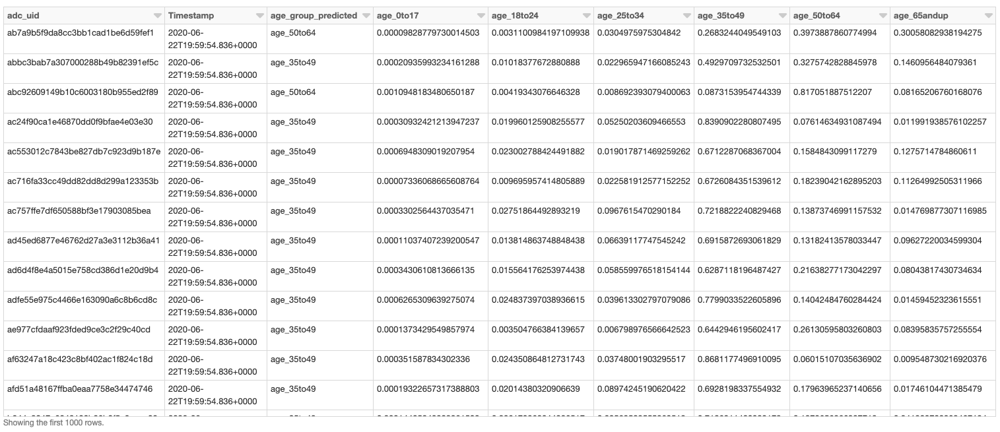 adc_uid Timestamp age_group_predicted age_0to17 age_18to24 age_25to34 age_35to49 age_50to64 age_65andup
ab7a9b5f9da8cc3bb1cad1be6d59fef1 2020-06- age_50to64 0.00009828779730014503 0.0031100984197109938 0.0304975975304842 0.2683244049549103 0.3973887860774994 0.30058082938194275
22T19:59:54.836+0000
abbc3bab7a307000288b49b82391ef5c 2020-06- age_35to49 0.00020935993234161288 0.01018377672880888 0.022965947166085243 0.4929709732532501 0.3275742828845978 0.1460956484079361
22T19:59:54.836+0000
abc92609149b10c6003180b955ed2f89 2020-06- age_50to64 0.0010948183480650187 0.00419343076646328 0.008692393079400063 0.0873153954744339 0.817051887512207 0.08165206760168076
22T19:59:54.836+0000
ac24f90ca1e46870dd0f9bfae4e03e30 2020-06- age_35to49 0.00030932421213947237 0.019960125908255577 0.05250203609466553 0.8390902280807495 0.07614634931087494 0.011991938576102257
22T19:59:54.836+0000
ac553012c7843be827db7c923d9b187e 2020-06- age_35to49 0.0006948309019207954 0.023002788424491882 0.019017871469259262 0.6712287068367004 0.1584843099117279 0.1275714784860611
22T19:59:54.836+0000
ac716fa33cc49dd82dd8d299a123353b 2020-06- age_35to49 0.00007336068665608764 0.009695957414805889 0.022581912577152252 0.6726084351539612 0.18239042162895203 0.11264992505311966
22T19:59:54.836+0000
ac757ffe7df650588bf3e17903085bea 2020-06- age_35to49 0.0003302564437035471 0.02751864492893219 0.0967615470290184 0.7218822240829468 0.13873746991157532 0.014769877307116985
22T19:59:54.836+0000
ad45ed6877e46762d27a3e3112b36a41 2020-06- age_35to49 0.00011037407239200547 0.013814863748848438 0.06639117747545242 0.6915872693061829 0.13182413578033447 0.09627220034599304
22T19:59:54.836+0000
ad6d4f8e4a5015e758cd386d1e20d9b4 2020-06- age_35to49 0.0003430610813666135 0.015564176253974438 0.058559976518154144 0.6287118196487427 0.21638277173042297 0.08043817430734634
22T19:59:54.836+0000
adfe55e975c4466e163090a6c8b6cd8c 2020-06- age_35to49 0.0006265309639275074 0.024837397038936615 0.039613302797079086 0.7799033522605896 0.14042484760284424 0.01459452323615551
22T19:59:54.836+0000
ae977cfdaaf923fded9ce3c2f29c40cd 2020-06- age_35to49 0.0001373429549857974 0.003504766384139657 0.006798976566642523 0.6442946195602417 0.26130595803260803 0.08395835757255554
22T19:59:54.836+0000
af63247a18c423c8bf402ac1f824c18d 2020-06- age_35to49 0.000351587834302336 0.024350864812731743 0.03748001903295517 0.8681177496910095 0.06015107035636902 0.009548730216920376
22T19:59:54.836+0000
afd51a48167ffba0eaa7758e34474746 2020-06- age_35to49 0.00019322657317388803 0.02014380320906639 0.08974245190620422 0.6928198337554932 0.17963965237140656 0.01746104471385479
22T19:59:54.836+0000
Showing the first 1000 rows.